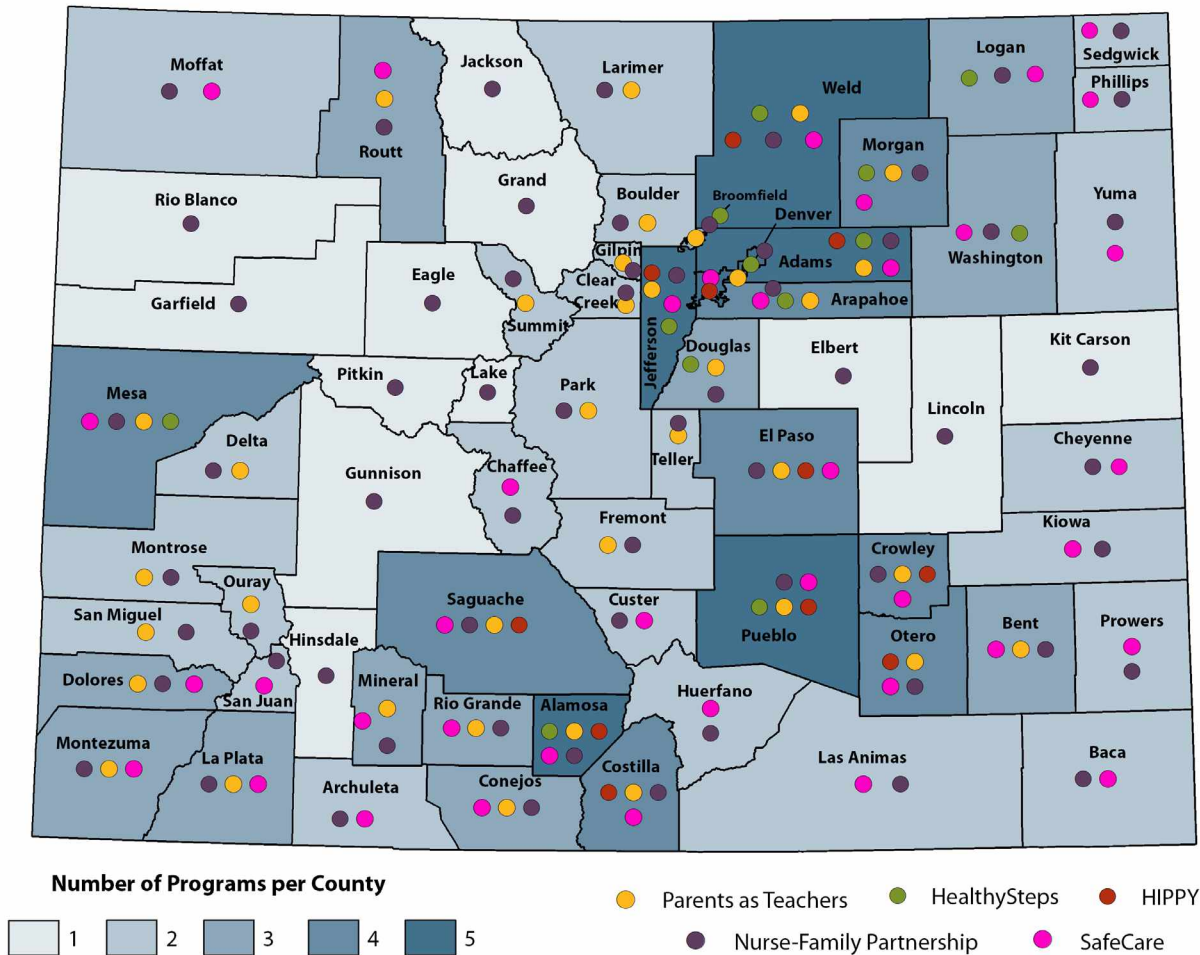 Moffat
Routt
Jackson
Larimer
Weld
Logan
Sedgwick
Phillips
Morgan
Yuma
Rio Blanco
Grand
Boulder
Broomfield
Denver
Washington
Garfield
Eagle
Summit
Gilpin
Clear
Creek
Jefferson
Adams
Arapahoe
Mesa
Pitkin
Lake
Park
Douglas
Elbert
Lincoln
Kit Carson
Delta
Gunnison
Chaffee
Teller
El Paso
Cheyenne
Montrose
Ouray
Fremont
Crowley
Kiowa
San Miguel
Hinsdale
Saguache
Custer
Pueblo
Otero
Bent
Prowers
Dolores
San Juan
Mineral
Rio Grande
Alamosa
Huerfano
Montezuma
La Plata
Archuleta
Conejos
Costilla
Las Animas
Baca
Number of Programs per County
1
2
3
4
5
Parents as Teachers
HealthySteps
HIPPY
Nurse-Family Partnership
SafeCare